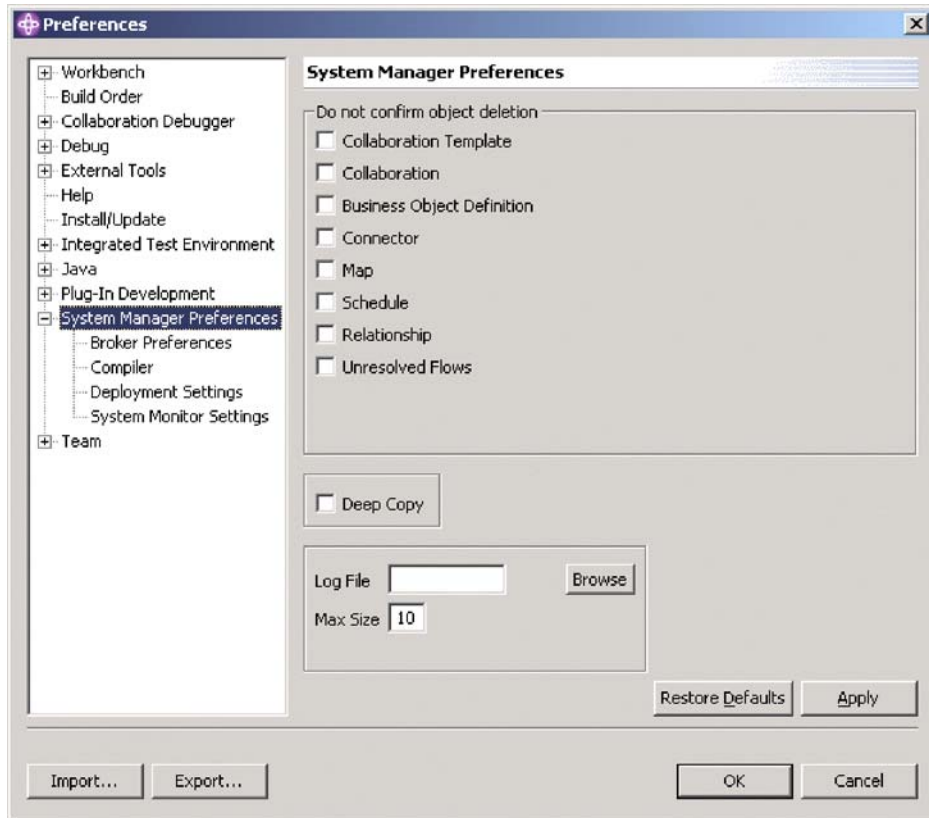 Preferences
Workbench
Build Order
Collaboration Debugger
Debug
External Tools
Help
Install/Update
Integrated Test Environment
Java
Plug-In Development
System Manager Preferences
Broker Preferences
Compiler
Deployment Settings
System Monitor Settings
Team
System Manager Preferences
Do not confirm object deletion
Collaboration Template
Collaboration
Business Object Definition
Connector
Map
Schedule
Relationship
Unresolved Flows
Deep Copy
Log File Browse
Max Size 10
Restore Defaults Apply
Import... Export... OK Cancel